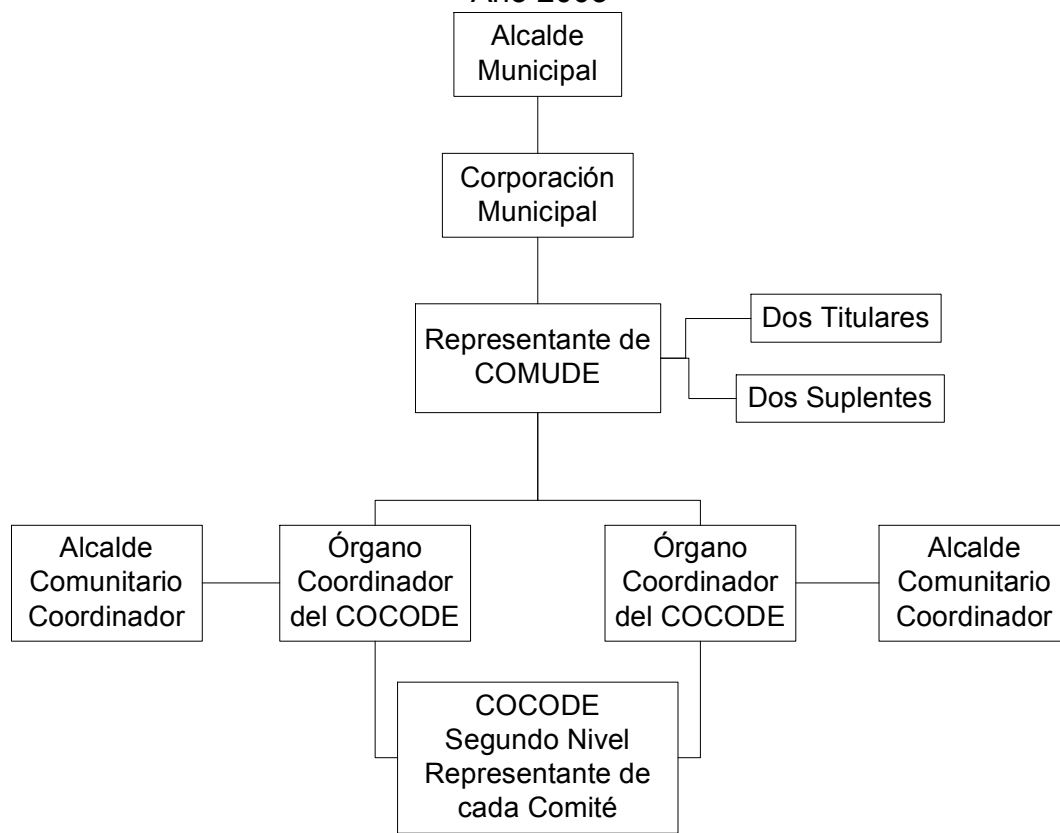 Año
Alcalde
Municipal
Corporación
Municipal
Representante de
COMUDE
Dos Titulares
Dos Suplentes
Alcalde
Comunitario
Coordinador
Órgano
Coordinador
del COCODE
Órgano
Coordinador
del COCODE
Alcalde
Comunitario
Coordinador
COCODE
Segundo Nivel
Representante de
cada Comité